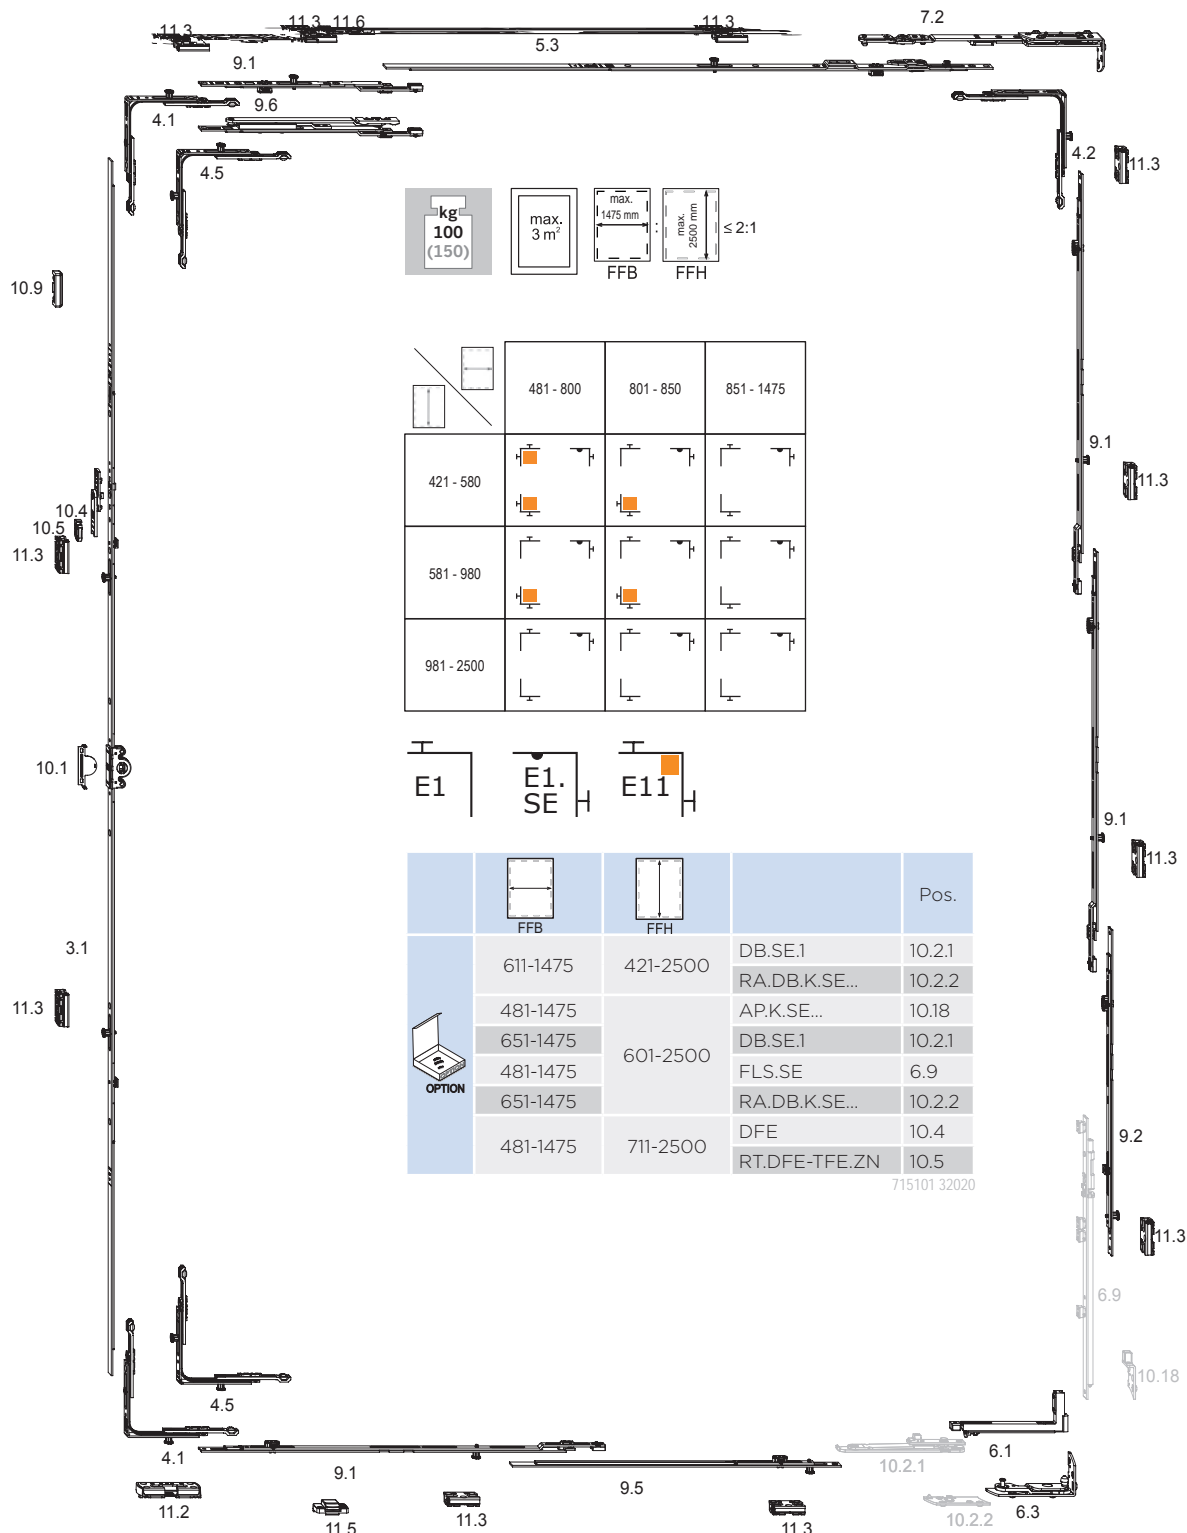 11.3
11.3 11.6
11.3
7.2
5.3
9.1
9.6
4.1
4.5
4.2
11.3
kg
100
(150)
max.
3 m²
max.
1475 mm
FFB
:
max.
2500 mm
FFH
≤ 2:1
10.9
481 - 800
801 - 850
851 - 1475
421 - 580
581 - 980
981 - 2500
9.1
11.3
10.4
10.5
11.3
10.1
E1
E1.
SE
E11
9.1
11.3
FFB
FFH
Pos.
OPTION
611-1475
421-2500
DB.SE.1
10.2.1
RA.DB.K.SE...
10.2.2
481-1475
601-2500
AP.K.SE...
10.18
651-1475
DB.SE.1
10.2.1
481-1475
FLS.SE
6.9
651-1475
RA.DB.K.SE...
10.2.2
481-1475
711-2500
DFE
10.4
RT.DFE-TFE.ZN
10.5
715101 32020
3.1
11.3
9.2
11.3
6.9
10.18
4.5
4.1
9.1
9.5
10.2.1
6.1
11.2
11.5
11.3
11.3
10.2.2
6.3